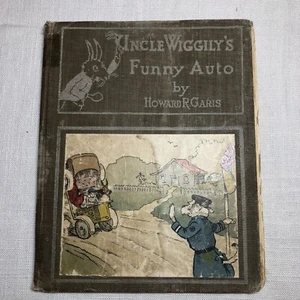 UNCLE WIGGILY'S
FUNNY AUTO
by
HOWARD R. GARIS